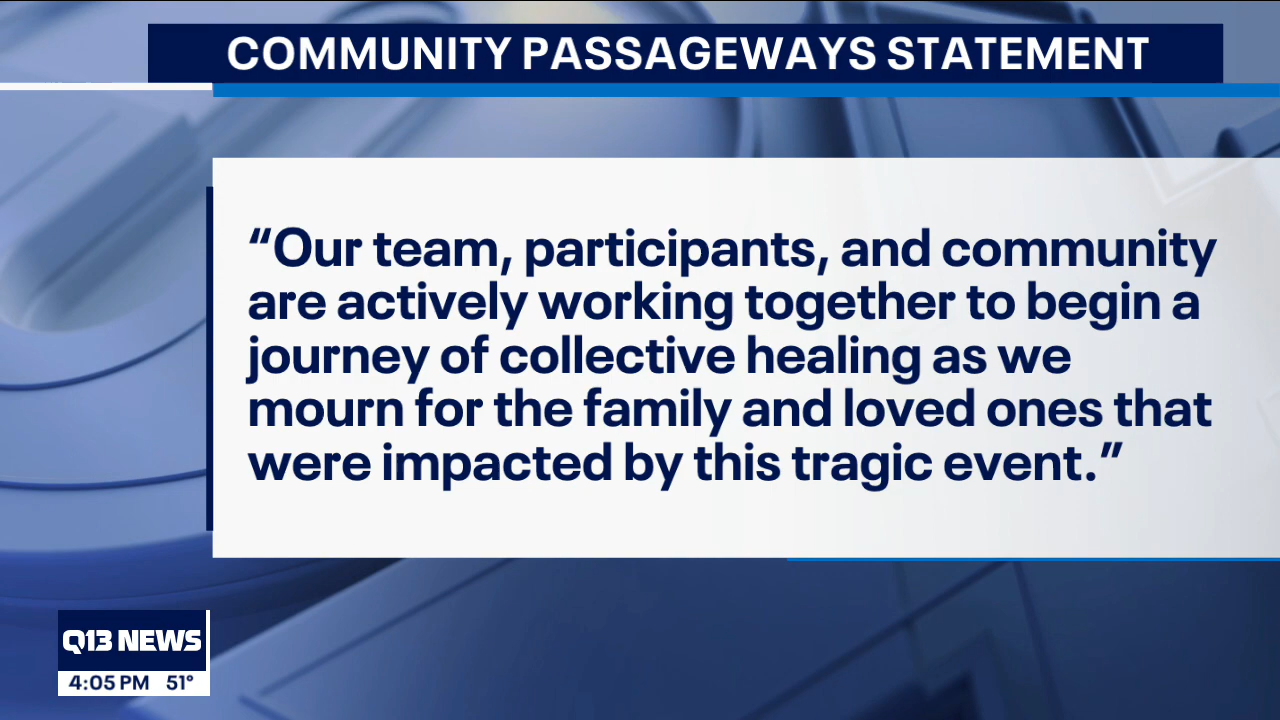 COMMUNITY PASSAGEWAYS STATEMENT
“Our team, participants, and community
are actively working together to begin a
journey of collective healing as we
mourn for the family and loved ones that
were impacted by this tragic event.”
Q13 NEWS
4:05 PM 51°